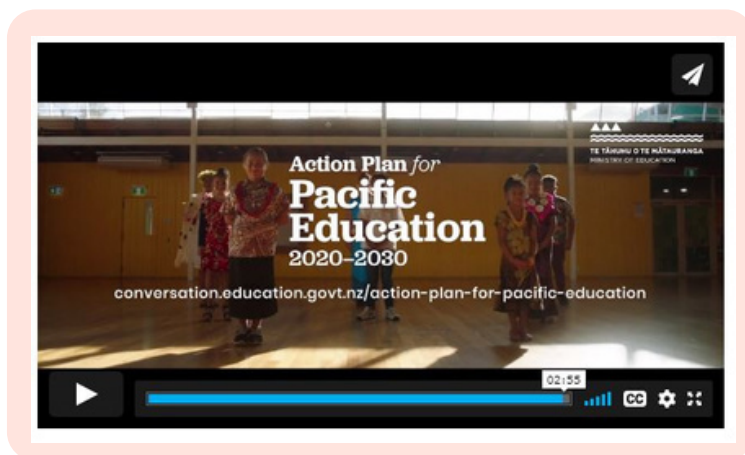 Action Plan for
Pacific
Education
2020–2030
TE TĀHUHU O TE MĀTAURANGA
MINISTRY OF EDUCATION
conversation.education.govt.nz/action-plan-for-pacific-education
02:55
CC